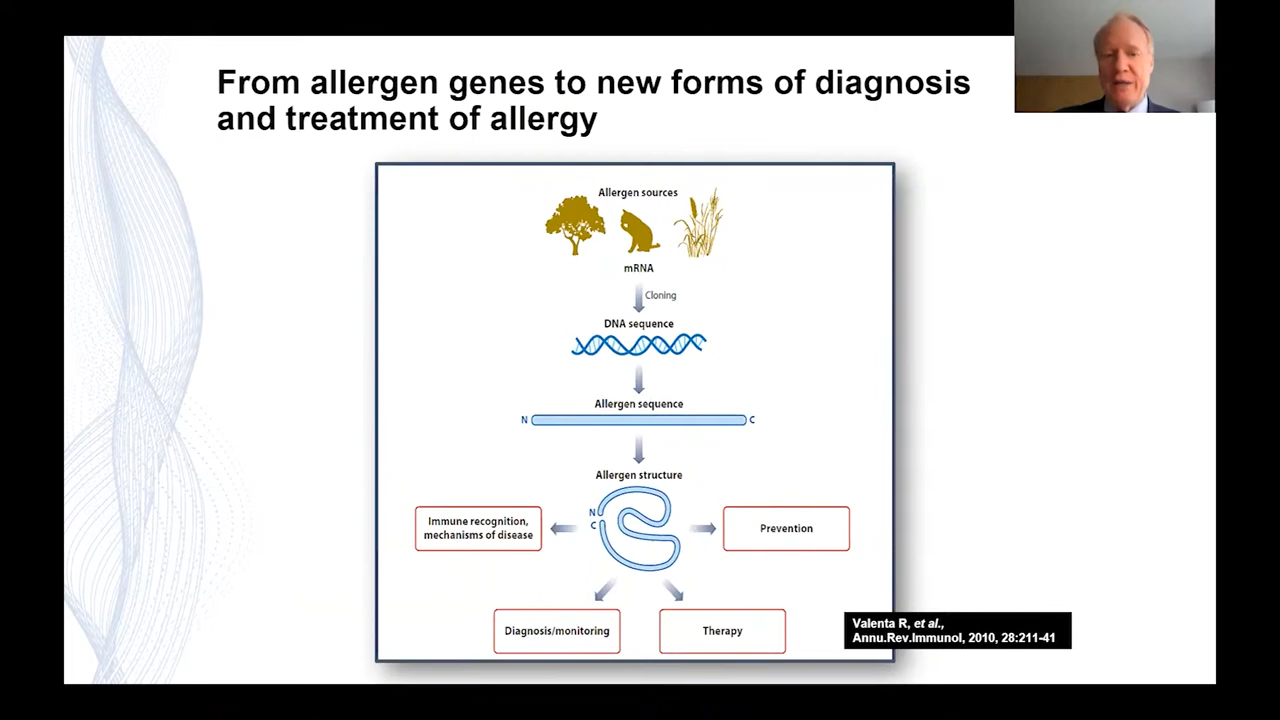 From allergen genes to new forms of diagnosis
and treatment of allergy
Allergen sources
mRNA
Cloning
DNA sequence
Allergen sequence
N
C
Allergen structure
N
C
Immune recognition,
mechanisms of disease
Prevention
Diagnosis/monitoring
Therapy
Valenta R, et al.,
Annu.Rev.Immunol, 2010, 28:211-41